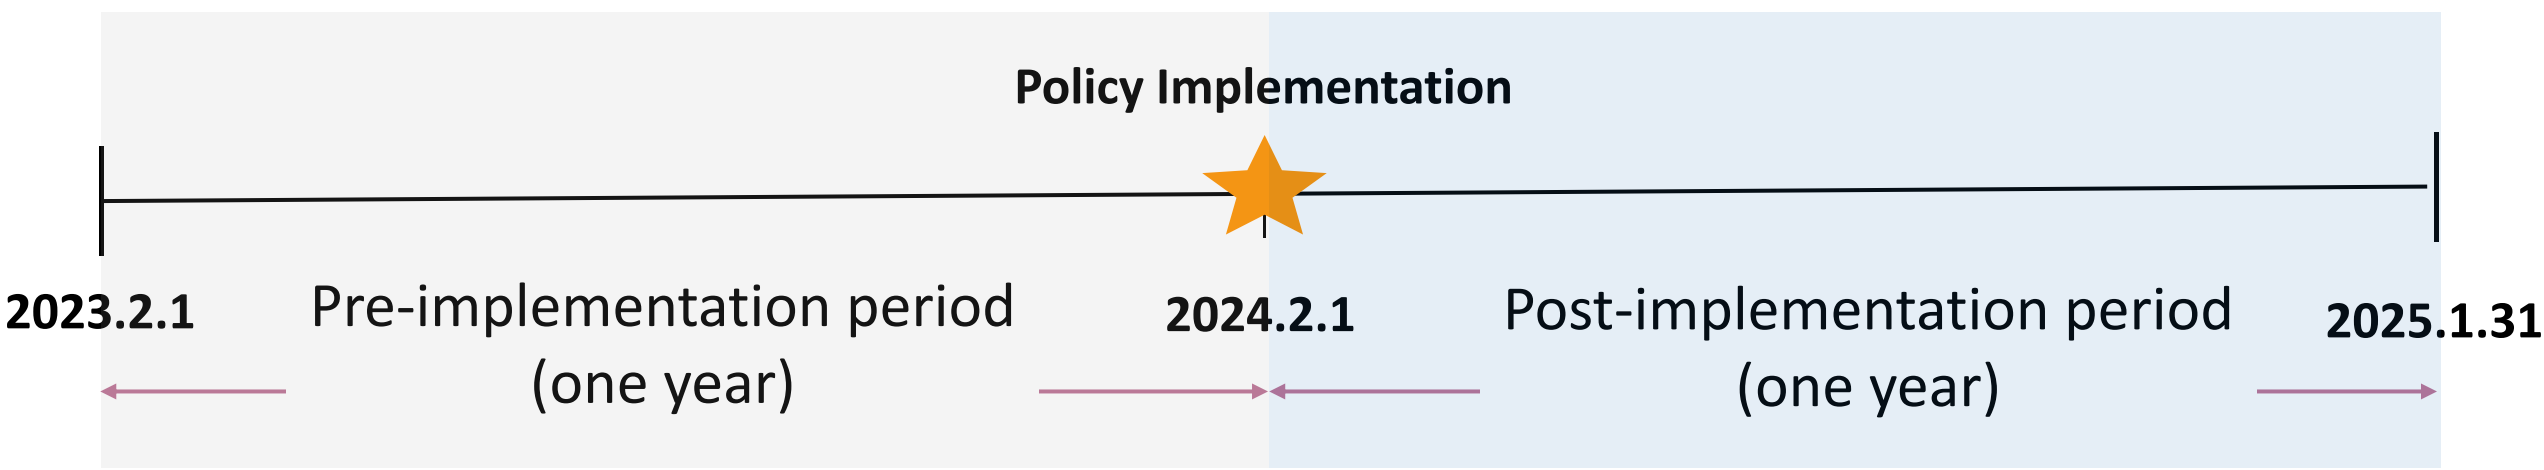 Policy Implementation
2023.2.1
Pre-implementation period
(one year)
2024.2.1
Post-implementation period
(one year)
2025.1.31